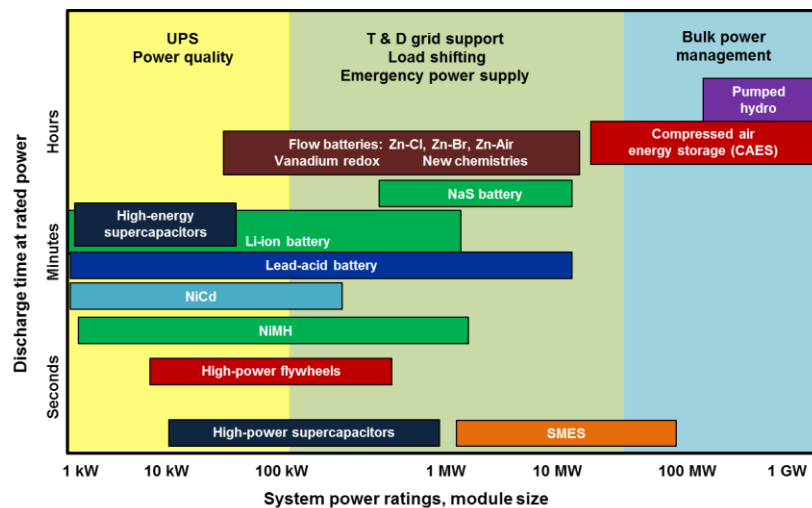 UPS
Power quality
T & D grid support
Load shifting
Emergency power supply
Bulk power
management
Pumped
hydro
Compressed air
energy storage (CAES)
Flow batteries: Zn-Cl, Zn-Br, Zn-Air
Vanadium redox New chemistries
NaS battery
High-energy
supercapacitors
Li-ion battery
Lead-acid battery
NiCd
NiMH
High-power flywheels
High-power supercapacitors
SMES
Discharge time at rated power
Hours
Minutes
Seconds
1 kW 10 kW 100 kW 1 MW 10 MW 100 MW 1 GW
System power ratings, module size